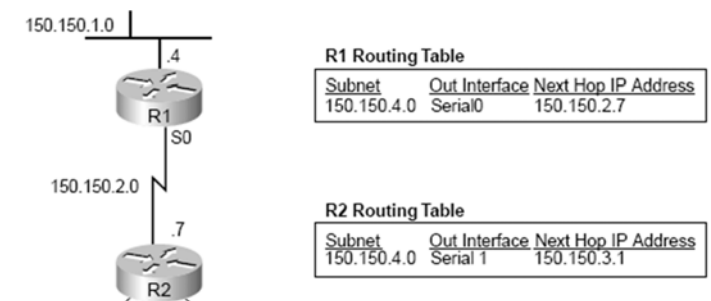 150.150.1.0
.4
R1
S0
150.150.2.0
.7
R2
R1 Routing Table
Subnet Out Interface Next Hop IP Address
150.150.4.0 Serial0 150.150.2.7
R2 Routing Table
Subnet Out Interface Next Hop IP Address
150.150.4.0 Serial 1 150.150.3.1